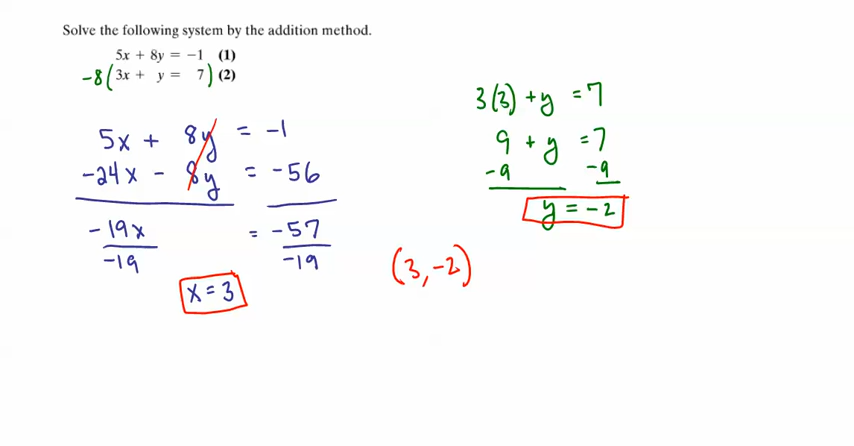 Solve the following system by the addition method.
5x + 8y = −1 (1)
-8(3x + y = 7) (2)
5x + 8y = -1
-24x - 8y = -56
-19x = -57
-19 -19
x = 3
3(3) + y = 7
9 + y = 7
-9 -9
y = -2
(3, -2)